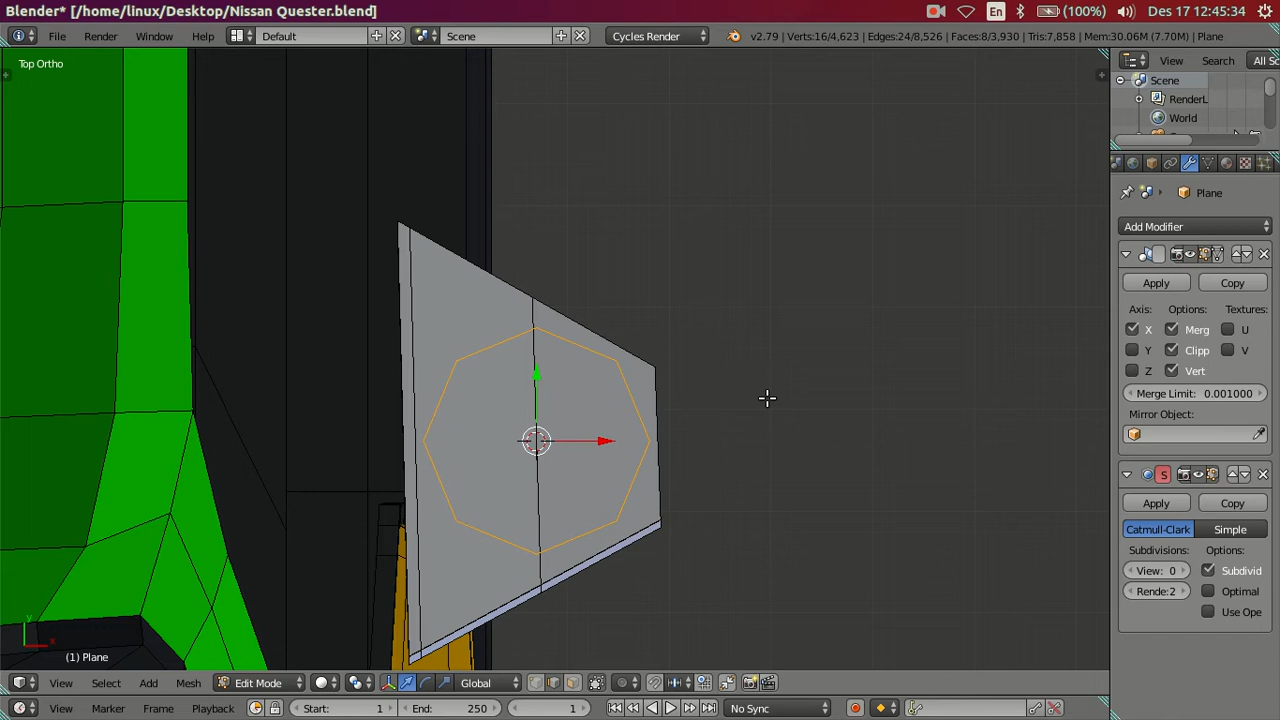 Blender* [/home/linux/Desktop/Nissan Quester.blend]
En (100%) Des 17 12:45:34
File Render Window Help Default Scene Cycles Render v2.79 | Verts:16/4,623 | Edges:24/8,526 | Faces:8/3,930 | Tris:7,858 | Mem:30.06M (7.70M) | Plane
Top Ortho
View Search All Sc
Scene
RenderL
World
Plane
Add Modifier
Apply Copy
Axis: Options: Textures:
X Merg U
Y Clipp V
Z Vert
Merge Limit: 0.001000
Mirror Object:
S
Apply Copy
Catmull-Clark Simple
Subdivisions: Options:
View: 0 Subdivid
Rende:2 Optimal
Use Ope
y
x
(1) Plane
View Select Add Mesh Edit Mode Global
View Marker Frame Playback Start: 1 End: 250 1 No Sync